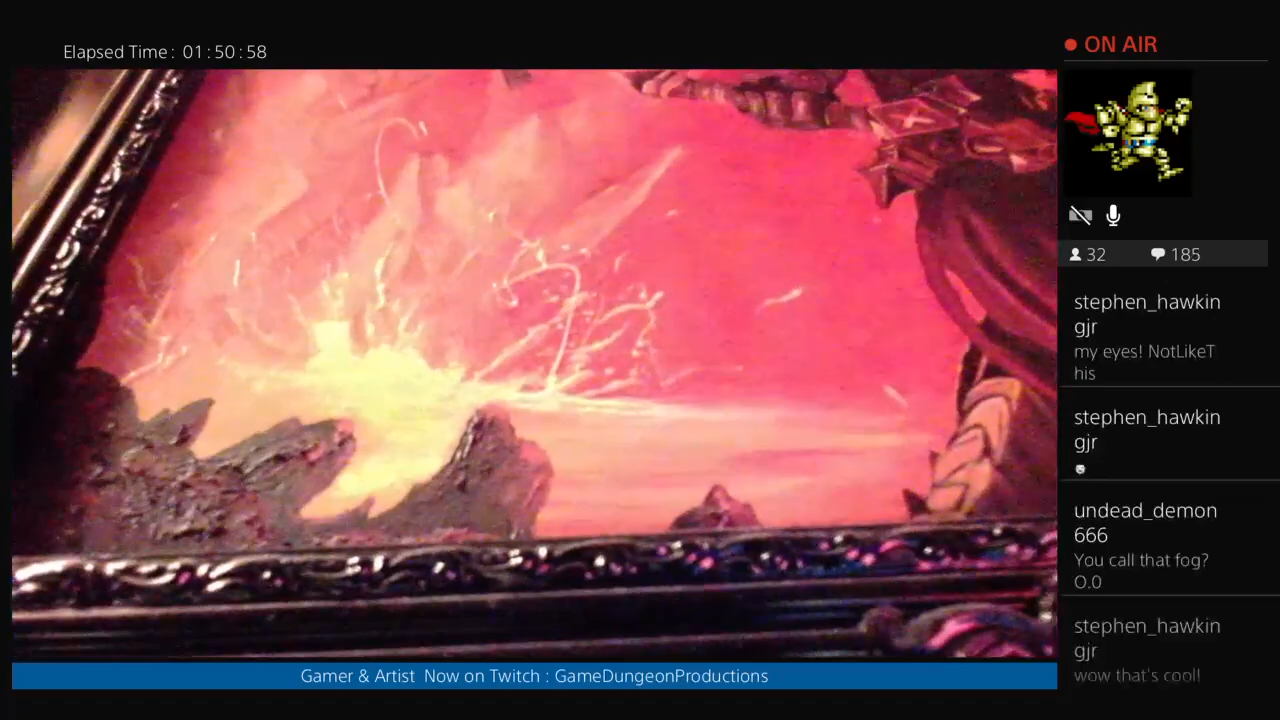 Elapsed Time: 01:50:58
ON AIR
32 185
stephen_hawkin
gjr
my eyes! NotLikeT
his
stephen_hawkin
gjr
undead_demon
666
You call that fog?
O.0
stephen_hawkin
gjr
wow that's cool!
Gamer & Artist Now on Twitch : GameDungeonProductions